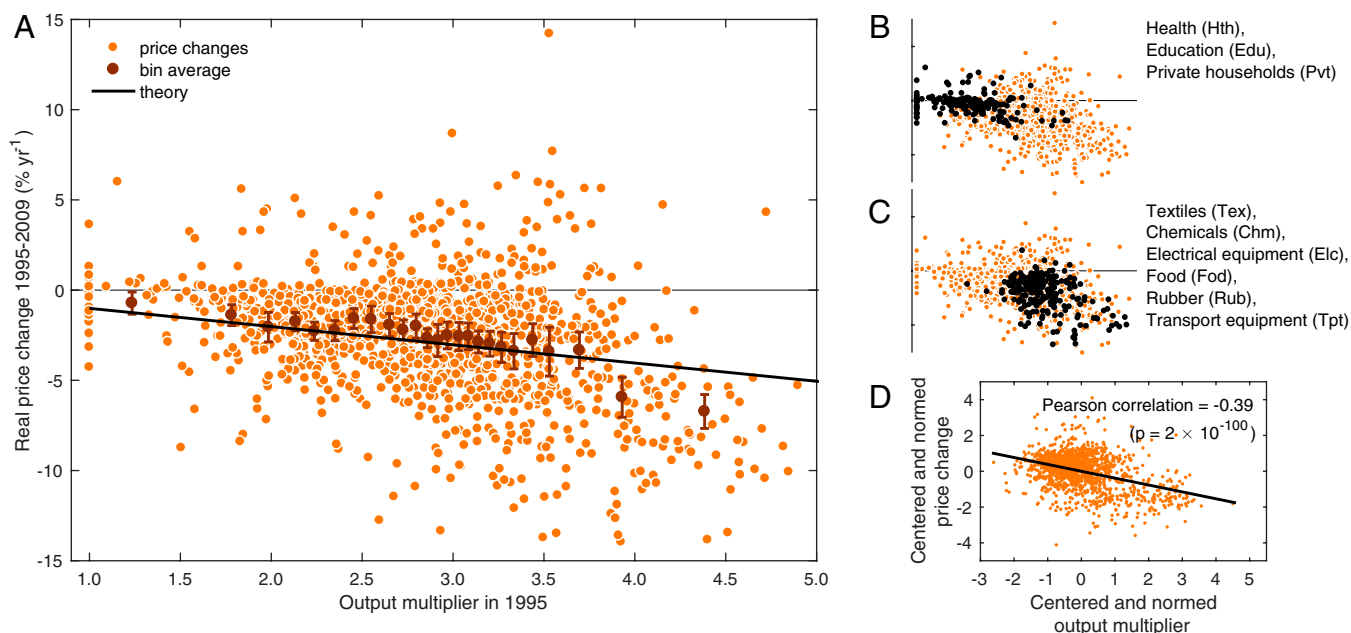 A
15
10
5
0
-5
-10
-15
1.0
1.5
2.0
2.5
3.0
3.5
4.0
4.5
5.0
Real price change 1995-2009 (% yr⁻¹)
Output multiplier in 1995
price changes
bin average
theory
B
Health (Hth),
Education (Edu),
Private households (Pvt)
C
Textiles (Tex),
Chemicals (Chm),
Electrical equipment (Elc),
Food (Fod),
Rubber (Rub),
Transport equipment (Tpt)
D
Centered and normed
price change
4
2
0
-2
-4
Pearson correlation = -0.39
(p = 2 × 10⁻¹⁰⁰)
-3
-2
-1
0
1
2
3
4
5
Centered and normed
output multiplier